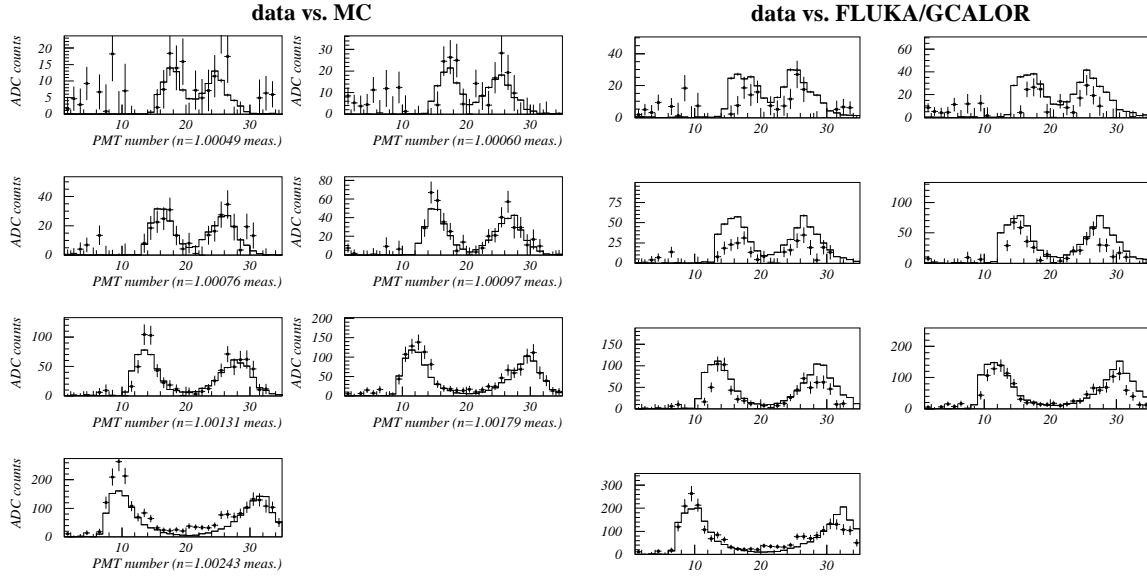 data vs. MC
data vs. FLUKA/GCALOR
ADC counts
20
15
10
5
0
10 20 30
PMT number (n=1.00049 meas.)
30
20
10
0
10 20 30
PMT number (n=1.00060 meas.)
40
20
0
10 20 30
60
40
20
0
10 20 30
ADC counts
40
20
0
10 20 30
PMT number (n=1.00076 meas.)
80
60
40
20
0
10 20 30
PMT number (n=1.00097 meas.)
75
50
25
0
10 20 30
100
50
0
10 20 30
ADC counts
100
50
0
10 20 30
PMT number (n=1.00131 meas.)
200
150
100
50
0
10 20 30
PMT number (n=1.00179 meas.)
150
100
50
0
10 20 30
200
100
0
10 20 30
ADC counts
200
100
0
10 20 30
PMT number (n=1.00243 meas.)
300
200
100
0
10 20 30